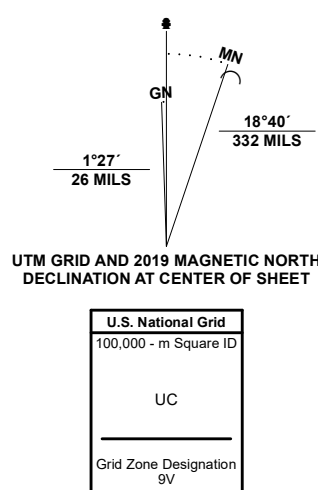 MN
GN
18°40´
332 MILS
1°27´
26 MILS
UTM GRID AND 2019 MAGNETIC NORTH
DECLINATION AT CENTER OF SHEET
U.S. National Grid
100,000 - m Square ID
UC
Grid Zone Designation
9V